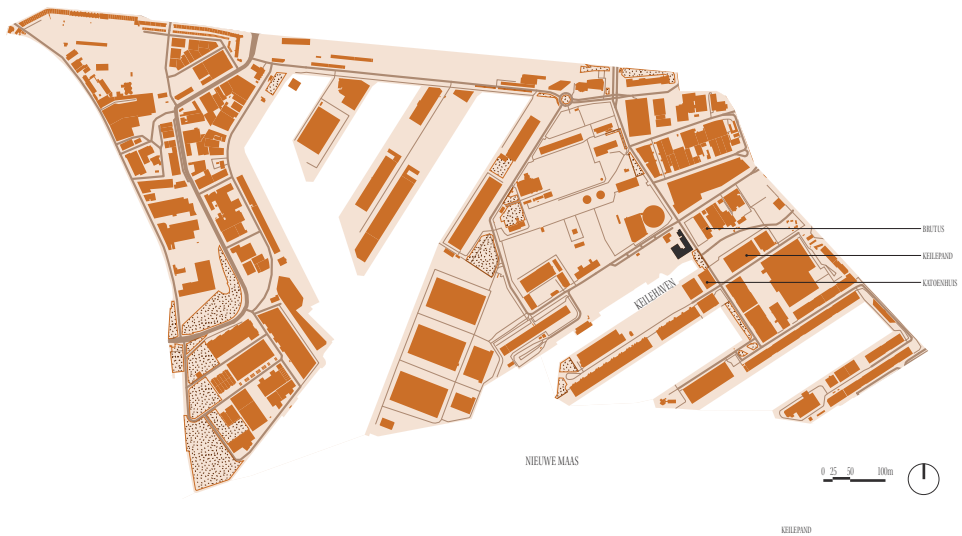 BRUTUS
KEILEPAND
KATOENHUIS
KEILEHAVEN
NIEUWE MAAS
0 25 50 100m
KEILEPAND